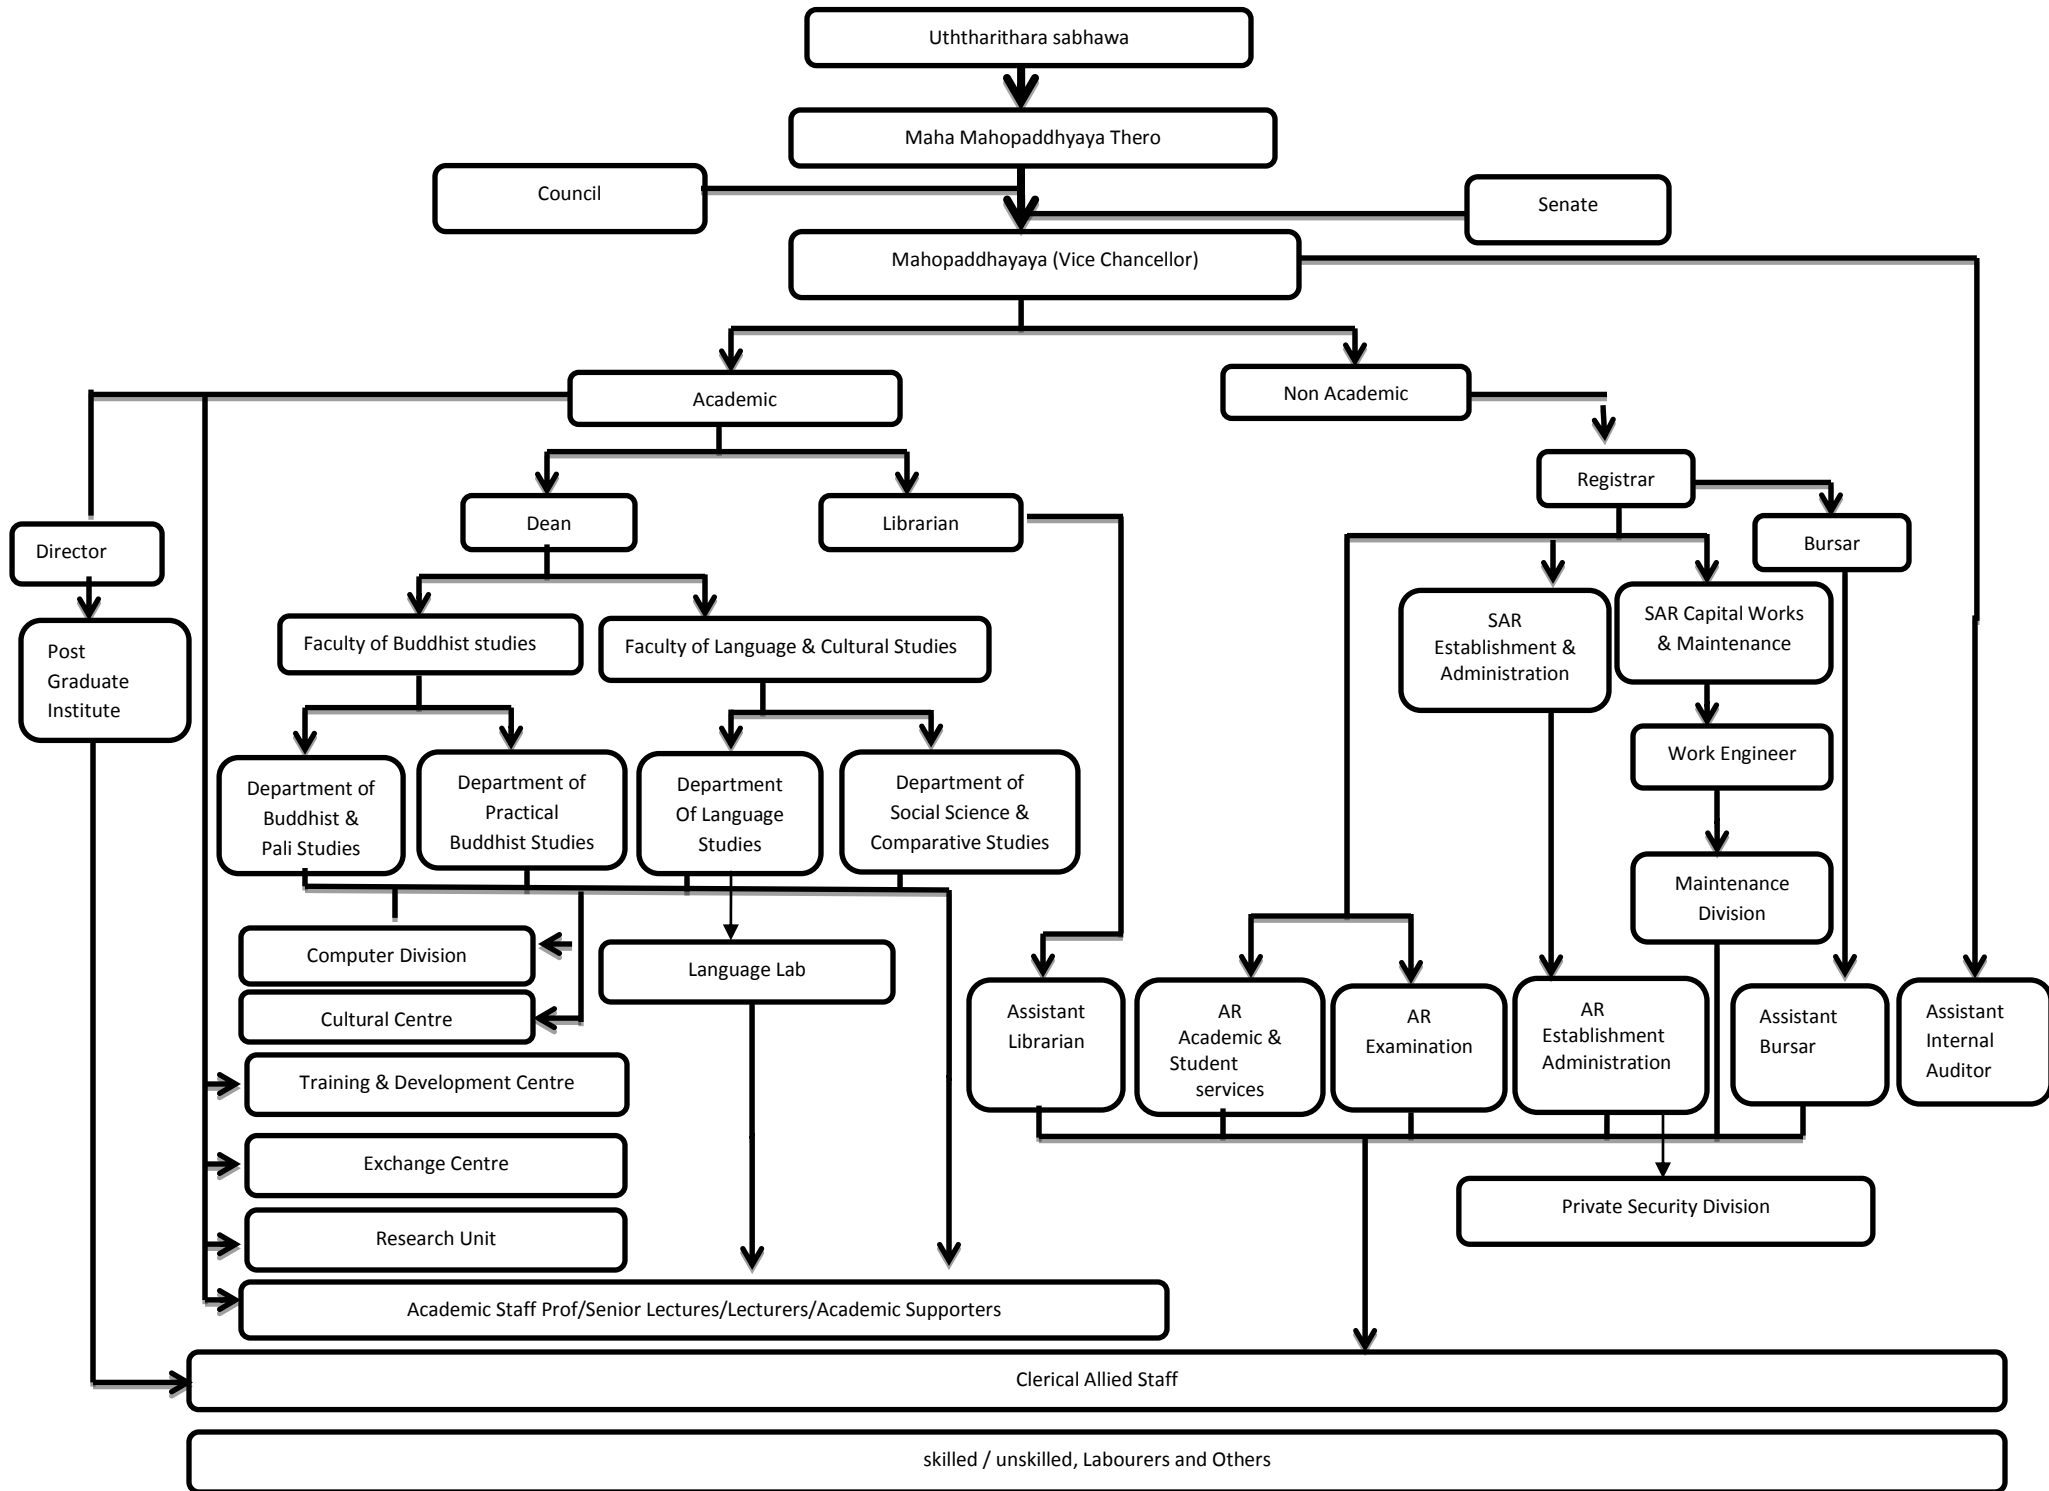 Uththarithara sabhawa
Maha Mahopaddhyaya Thero
Council
Senate
Mahopaddhayaya (Vice Chancellor)
Academic
Non Academic
Registrar
Dean
Librarian
Director
Bursar
Post
Graduate
Institute
Faculty of Buddhist studies
Faculty of Language & Cultural Studies
SAR
Establishment &
Administration
SAR Capital Works
& Maintenance
Work Engineer
Department of
Buddhist &
Pali Studies
Department of
Practical
Buddhist Studies
Department
Of Language
Studies
Department of
Social Science &
Comparative Studies
Maintenance
Division
Computer Division
Language Lab
Cultural Centre
Assistant
Librarian
AR
Academic &
Student
services
AR
Examination
AR
Establishment
Administration
Assistant
Bursar
Assistant
Internal
Auditor
Training & Development Centre
Exchange Centre
Private Security Division
Research Unit
Academic Staff Prof/Senior Lectures/Lecturers/Academic Supporters
Clerical Allied Staff
skilled / unskilled, Labourers and Others